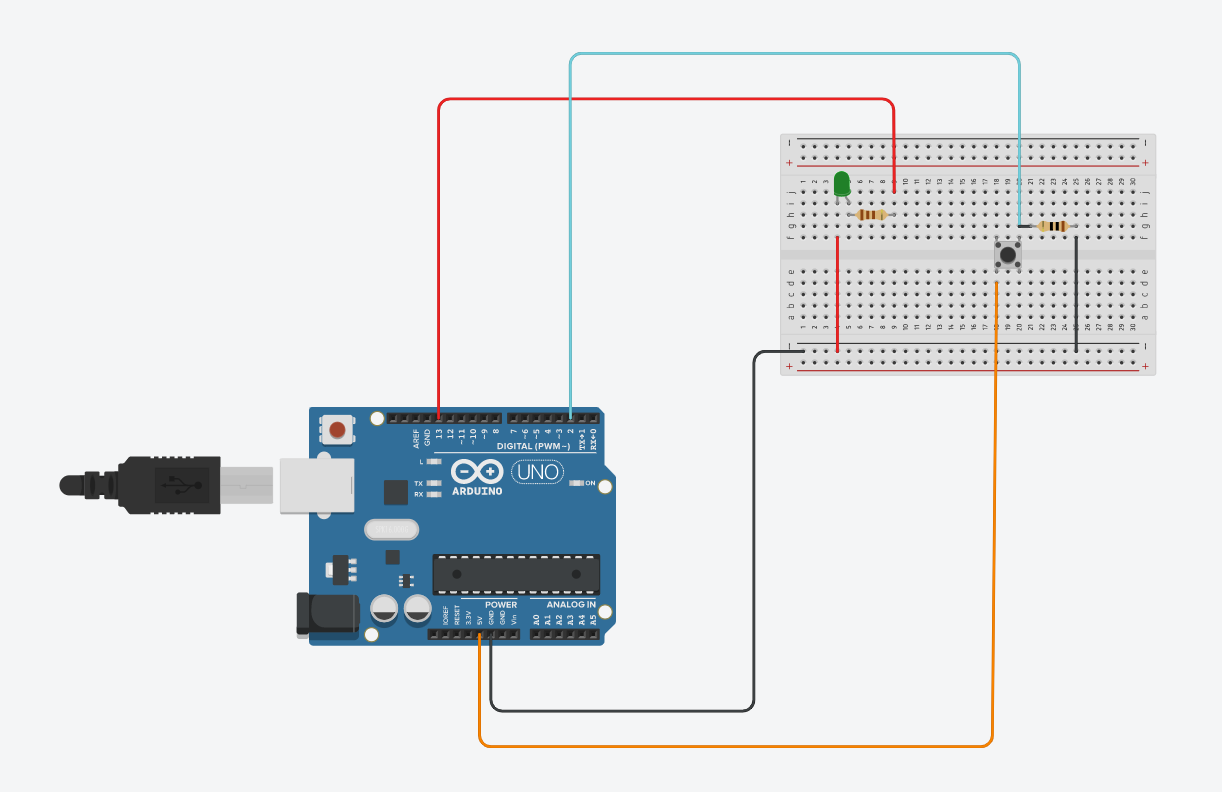 - -
+ +
1 2 3 5 6 7 8 9 10 11 12 13 14 15 16 17 18 19 20 21 22 23 24 25 26 27 28 29 30
j j
i i
h h
g g
f f
e e
d d
c c
b b
a a
1 2 3 4 5 6 7 8 9 10 11 12 13 14 15 16 17 18 19 20 21 22 23 24 25 26 27 28 29 30
- -
+ +
AREF
GND
13
12
~11
~10
~9
8
7
~6
~5
4
~3
2
TX→1
RX←0
DIGITAL (PWM~)
L
TX
RX
UNO
ARDUINO
ON
POWER
ANALOG IN
IOREF
RESET
3.3V
5V
GND
GND
Vin
A0
A1
A2
A3
A4
A5